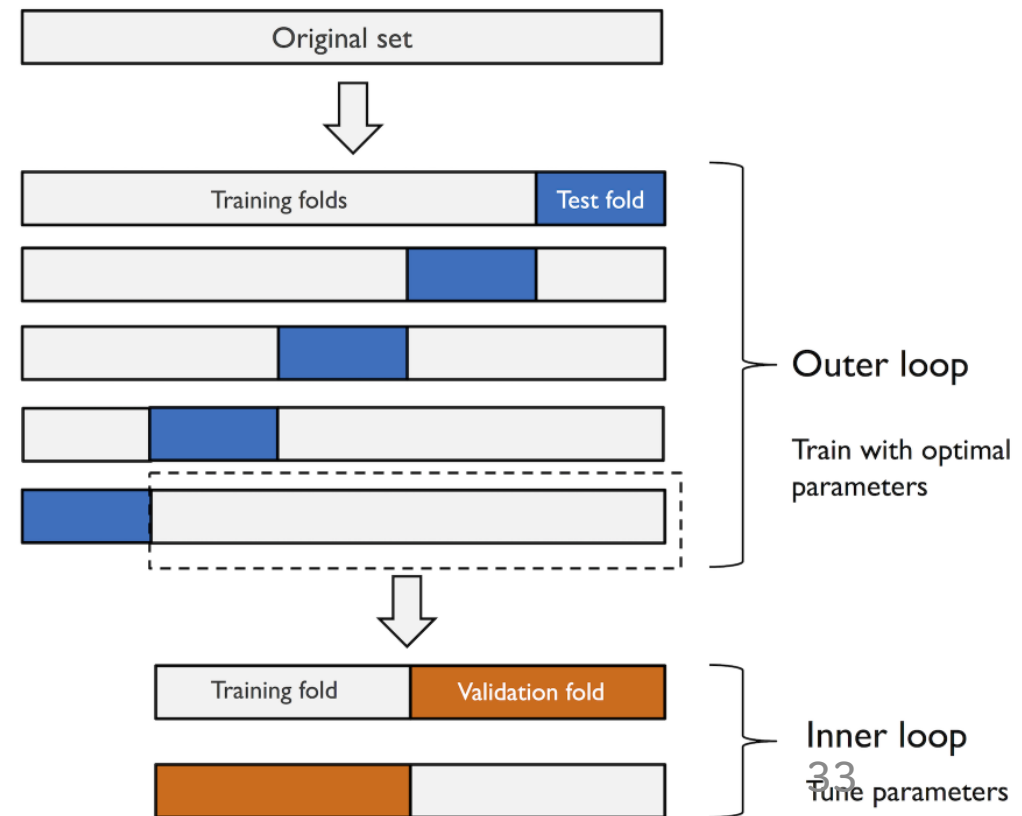 Original set
Training folds
Test fold
Outer loop
Train with optimal
parameters
Training fold
Validation fold
Inner loop
33
Tune parameters